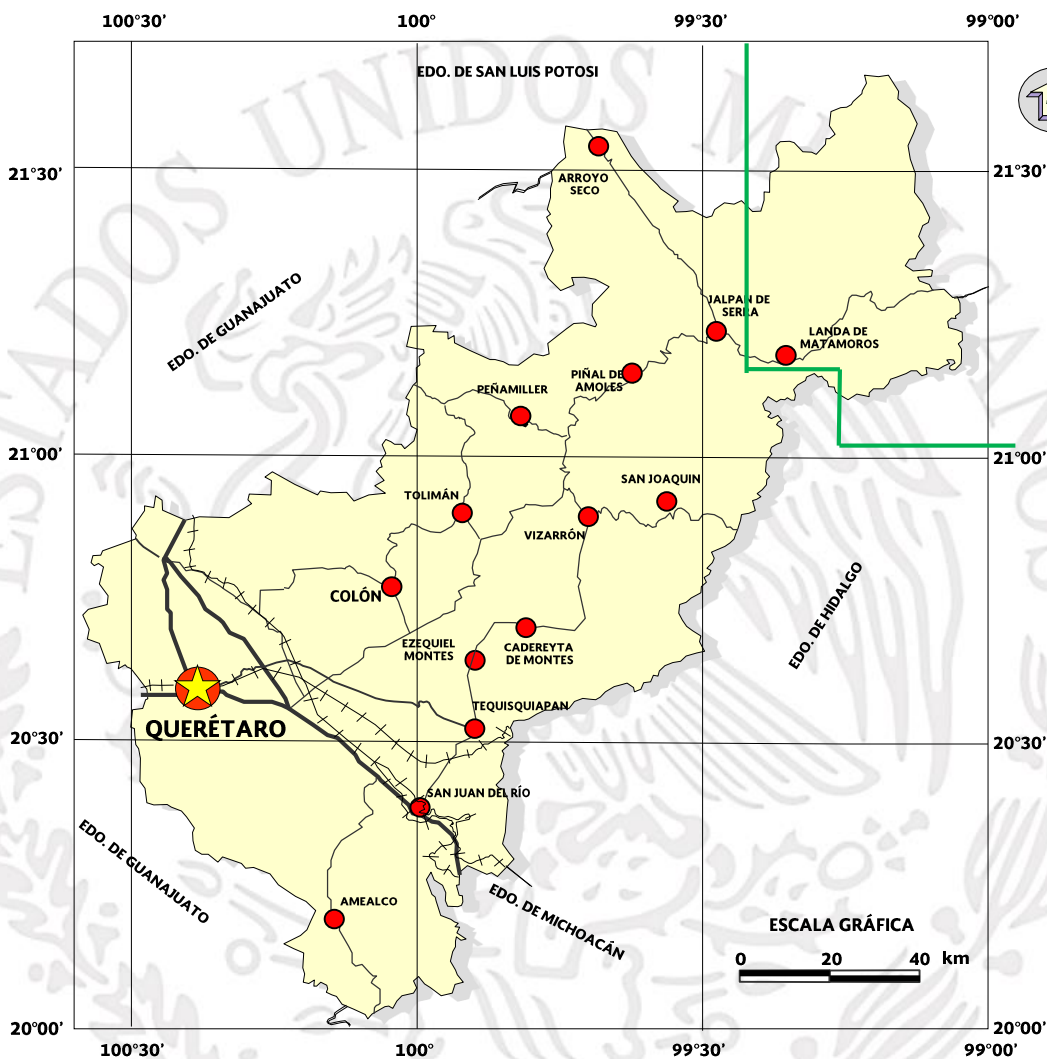 100°30' 100° 99°30' 99°00'
EDO. DE SAN LUIS POTOSI
ESTADOS UNIDOS M
21°30' 21°30'
ARROYO
SECO
EDO. DE GUANAJUATO
JALPAN DE
SERRA
LANDA DE
MATAMOROS
PIÑAL DE
AMOLES
PEÑAMILLER
21°00' 21°00'
SAN JOAQUIN
TOLIMÁN
VIZARRÓN
COLÓN
EZEQUIEL
MONTES
CADEREYTA
DE MONTES
EDO. DE HIDALGO
TEQUISQUIAPAN
QUERÉTARO
20°30' 20°30'
SAN JUAN DEL RÍO
EDO. DE GUANAJUATO
AMEALCO
EDO. DE MICHOACÁN
ESCALA GRÁFICA
0 20 40 km
20°00' 20°00'
100°30' 100° 99°30' 99°00'